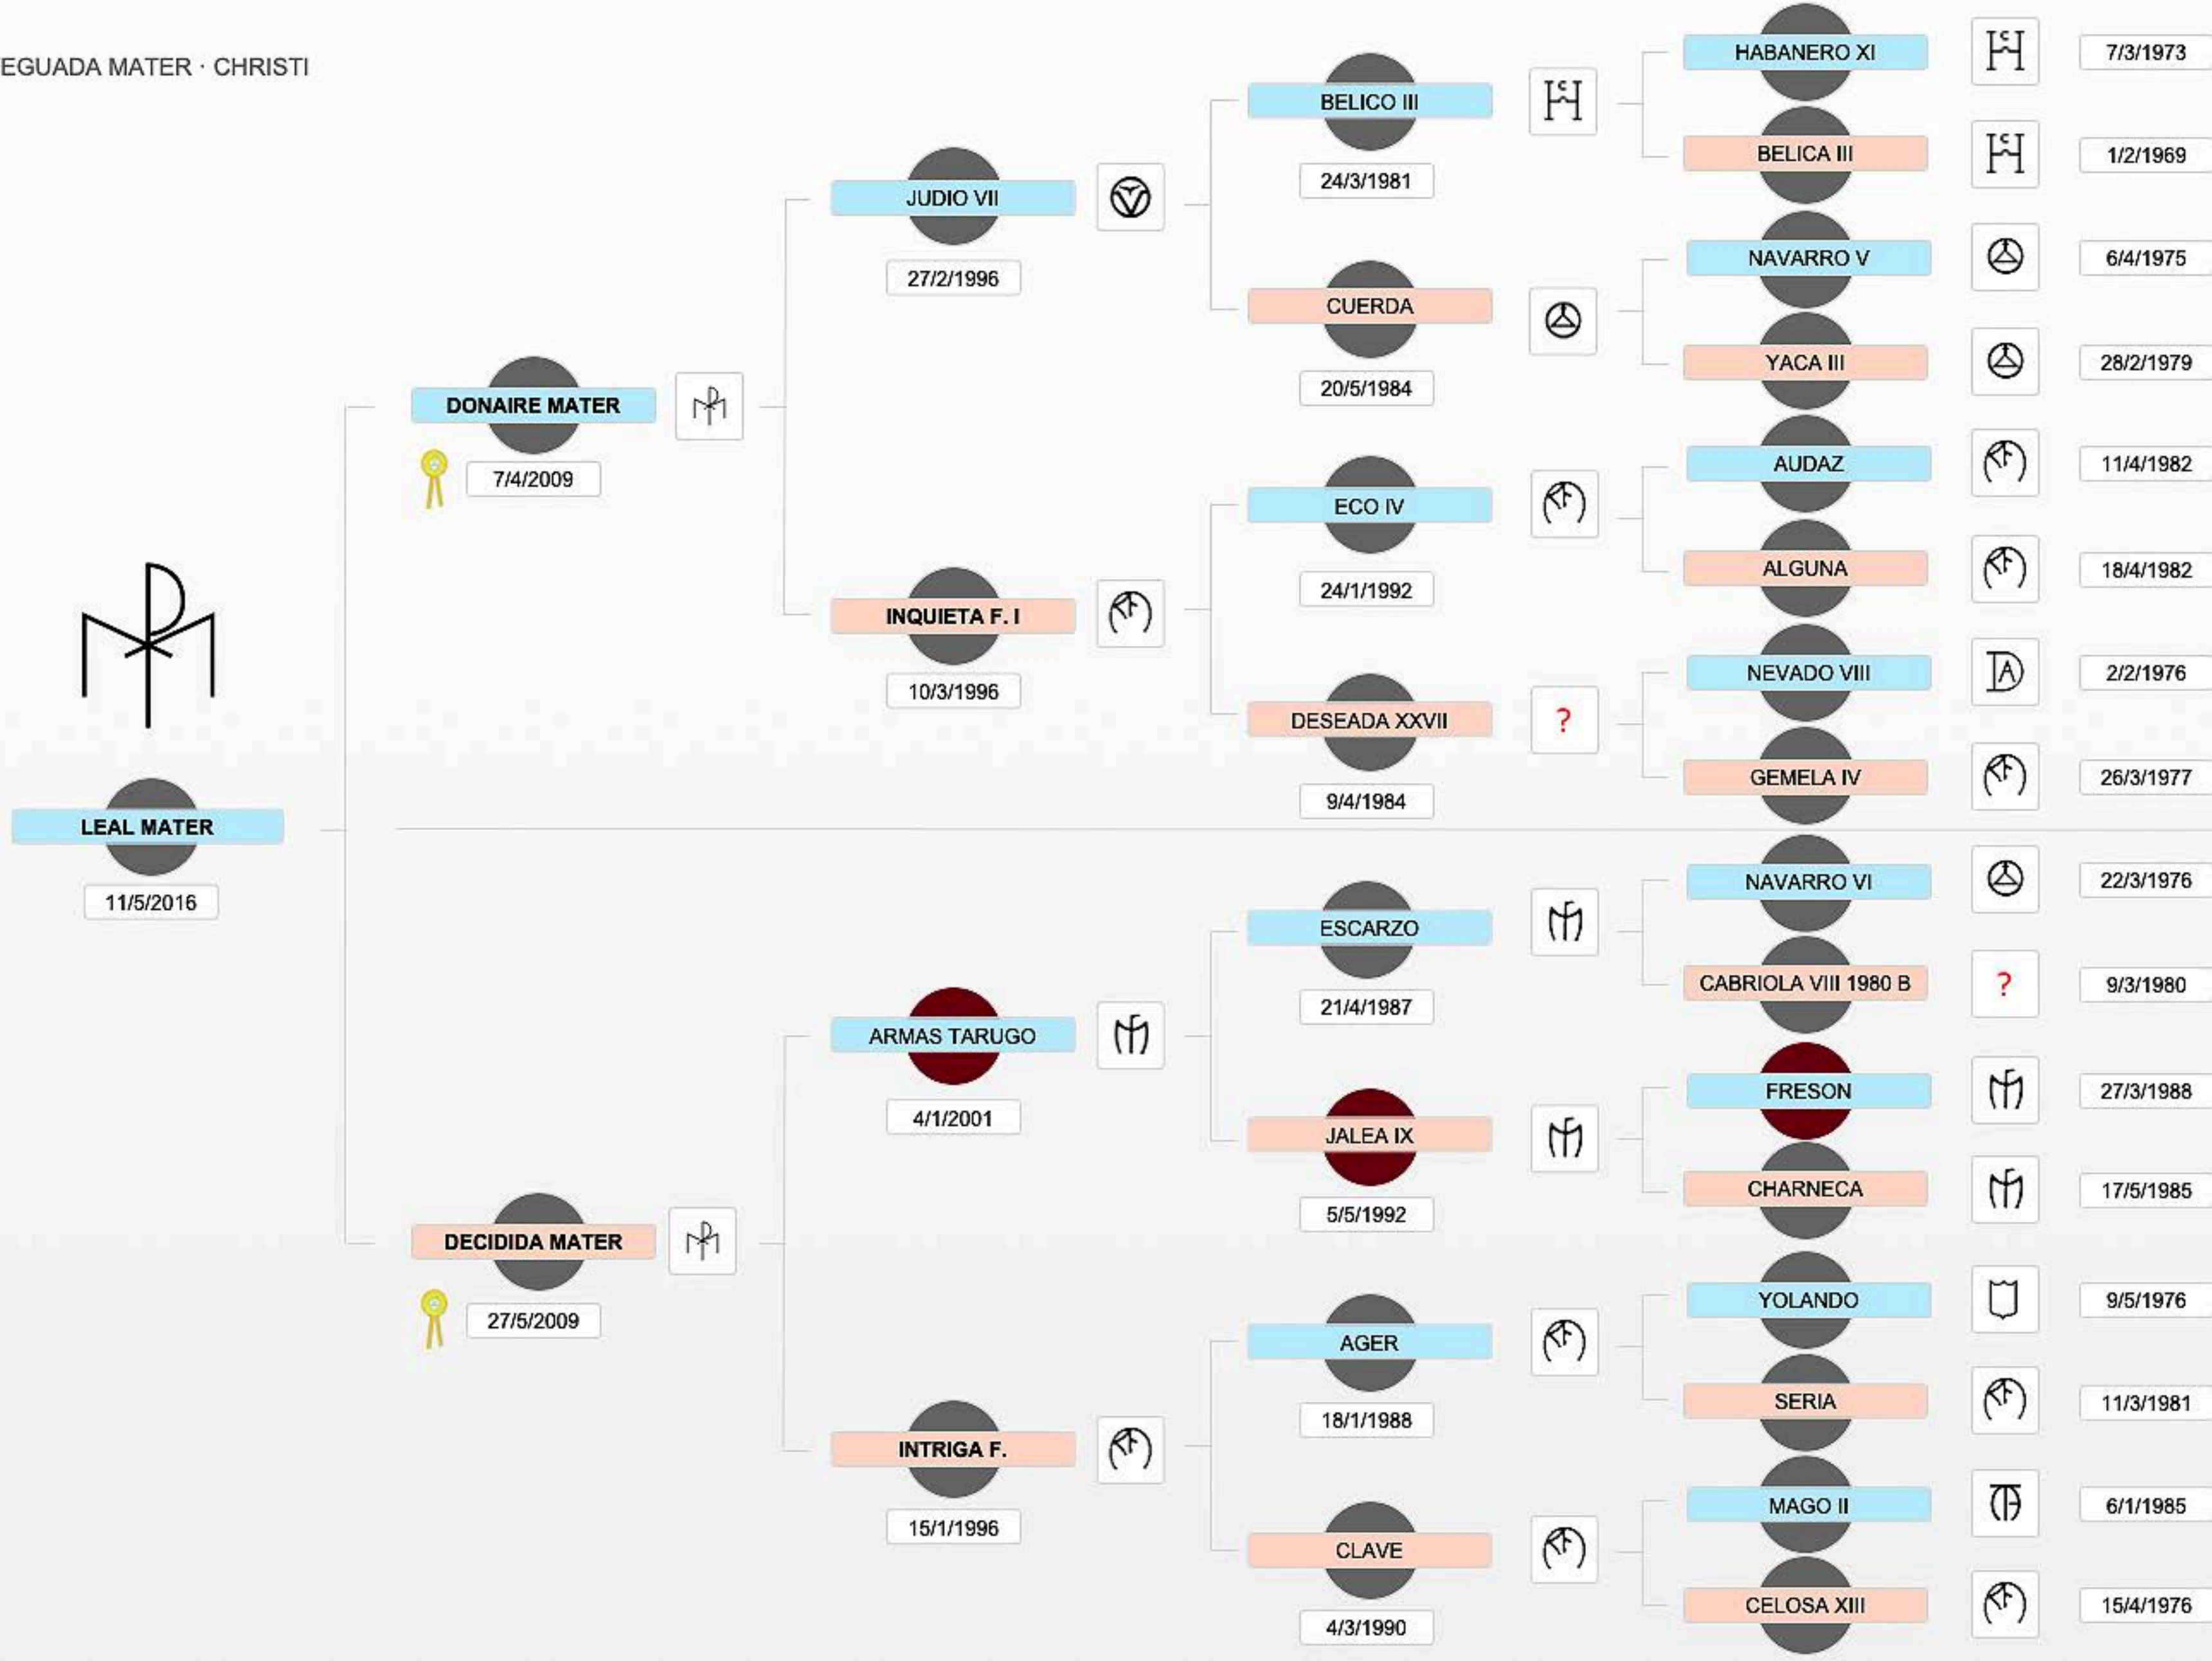 EGUADA MATER · CHRISTI
LEAL MATER
11/5/2016
DONAIRE MATER
7/4/2009
DECIDIDA MATER
27/5/2009
JUDIO VII
27/2/1996
INQUIETA F. I
10/3/1996
ARMAS TARUGO
4/1/2001
INTRIGA F.
15/1/1996
BELICO III
24/3/1981
CUERDA
20/5/1984
ECO IV
24/1/1992
DESEADA XXVII
?
9/4/1984
ESCARZO
21/4/1987
JALEA IX
5/5/1992
AGER
18/1/1988
CLAVE
4/3/1990
HABANERO XI 7/3/1973
BELICA III 1/2/1969
NAVARRO V 6/4/1975
YACA III 28/2/1979
AUDAZ 11/4/1982
ALGUNA 18/4/1982
NEVADO VIII 2/2/1976
GEMELA IV 26/3/1977
NAVARRO VI 22/3/1976
CABRIOLA VIII 1980 B ? 9/3/1980
FRESON 27/3/1988
CHARNECA 17/5/1985
YOLANDO 9/5/1976
SERIA 11/3/1981
MAGO II 6/1/1985
CELOSA XIII 15/4/1976